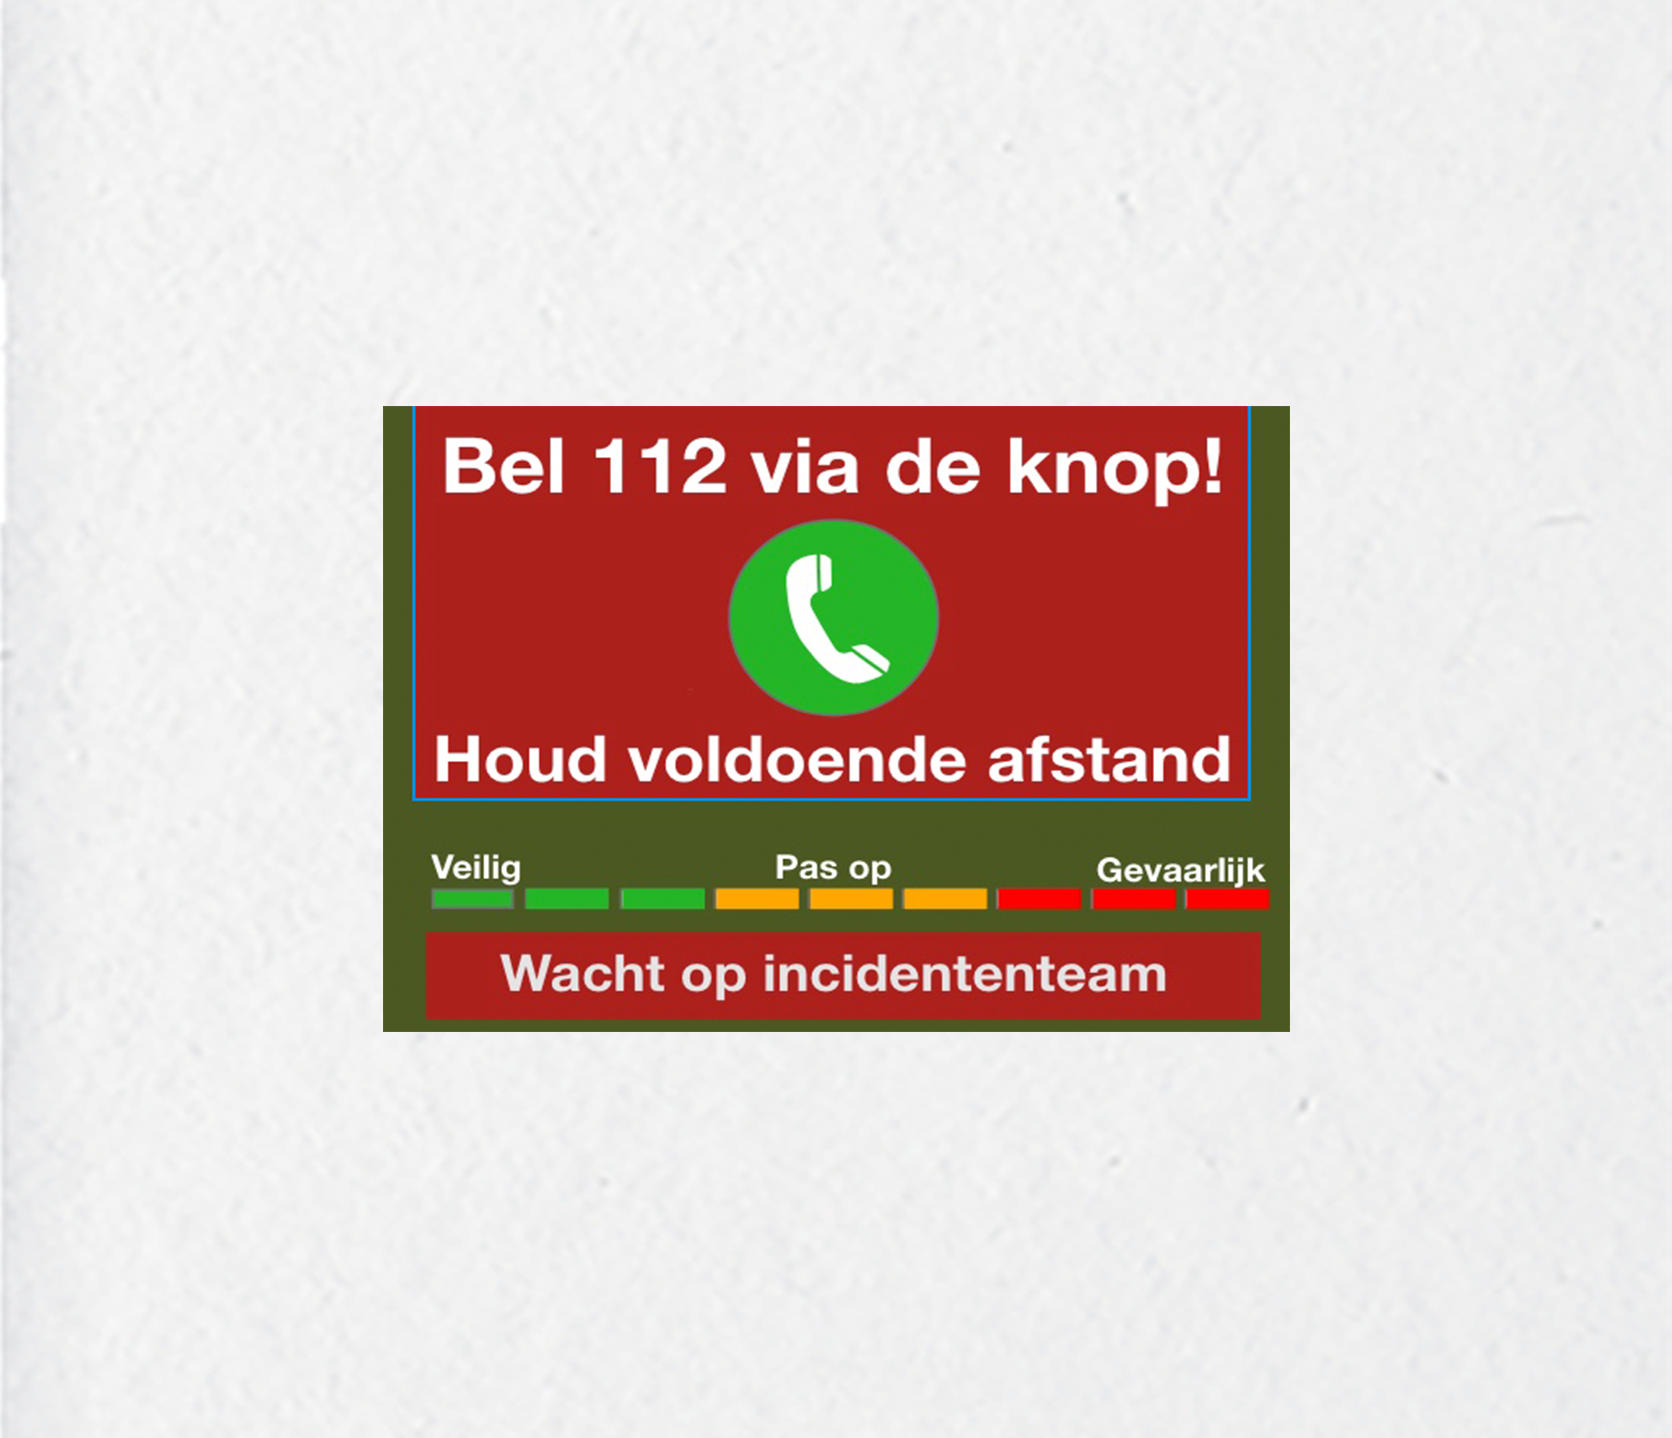 Bel 112 via de knop!
Houd voldoende afstand
Veilig Pas op Gevaarlijk
Wacht op incidententeam